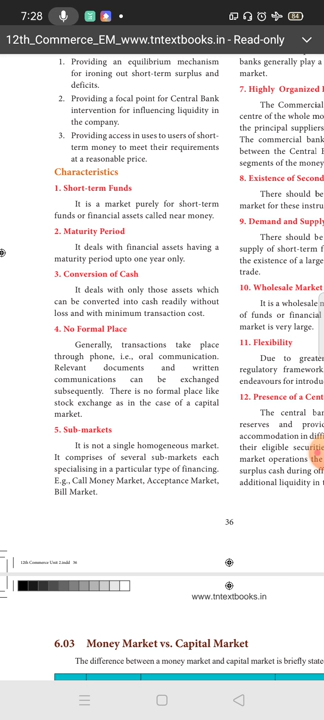 7:28
84
12th_Commerce_EM_www.tntextbooks.in - Read-only
1. Providing an equilibrium mechanism
for ironing out short-term surplus and
deficits.
2. Providing a focal point for Central Bank
intervention for influencing liquidity in
the company.
3. Providing access in uses to users of short-
term money to meet their requirements
at a reasonable price.
Characteristics
1. Short-term Funds
It is a market purely for short-term
funds or financial assets called near money.
2. Maturity Period
It deals with financial assets having a
maturity period upto one year only.
3. Conversion of Cash
It deals with only those assets which
can be converted into cash readily without
loss and with minimum transaction cost.
4. No Formal Place
Generally, transactions take place
through phone, i.e., oral communication.
Relevant documents and written
communications can be exchanged
subsequently. There is no formal place like
stock exchange as in the case of a capital
market.
5. Sub-markets
It is not a single homogeneous market.
It comprises of several sub-markets each
specialising in a particular type of financing.
E.g., Call Money Market, Acceptance Market,
Bill Market.
banks generally play a
market.
7. Highly Organized
The Commercial
centre of the whole mo
the principal suppliers
The commercial bank
between the Central
segments of the money
8. Existence of Second
There should be
market for these instru
9. Demand and Supply
There should be
supply of short-term f
the existence of a large
trade.
10. Wholesale Market
It is a wholesale
of funds or financial
market is very large.
11. Flexibility
Due to greater
regulatory framework,
endeavours for introdu
12. Presence of a Cent
The central ban
reserves and provid
accommodation in diffi
their eligible securities
market operations the
surplus cash during off
additional liquidity in t
36
12th Commerce Unit 2.indd 36
www.tntextbooks.in
6.03 Money Market vs. Capital Market
The difference between a money market and capital market is briefly state